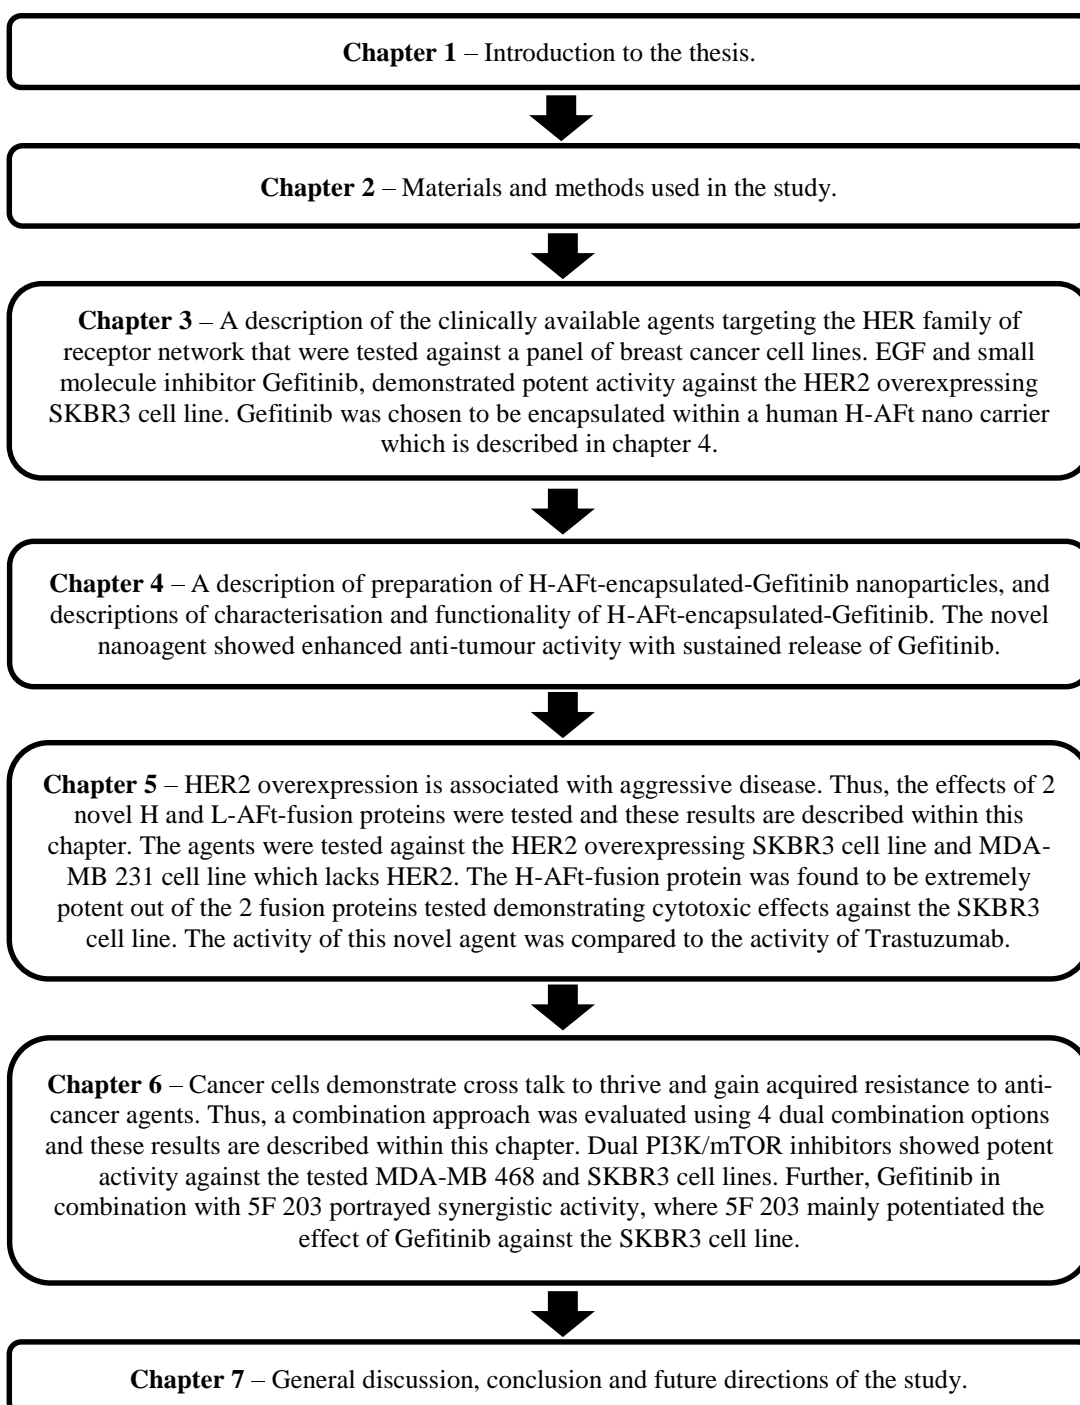 Chapter 1 – Introduction to the thesis.
Chapter 2 – Materials and methods used in the study.
Chapter 3 – A description of the clinically available agents targeting the HER family of
receptor network that were tested against a panel of breast cancer cell lines. EGF and small
molecule inhibitor Gefitinib, demonstrated potent activity against the HER2 overexpressing
SKBR3 cell line. Gefitinib was chosen to be encapsulated within a human H-AFt nano carrier
which is described in chapter 4.
Chapter 4 – A description of preparation of H-AFt-encapsulated-Gefitinib nanoparticles, and
descriptions of characterisation and functionality of H-AFt-encapsulated-Gefitinib. The novel
nanoagent showed enhanced anti-tumour activity with sustained release of Gefitinib.
Chapter 5 – HER2 overexpression is associated with aggressive disease. Thus, the effects of 2
novel H and L-AFt-fusion proteins were tested and these results are described within this
chapter. The agents were tested against the HER2 overexpressing SKBR3 cell line and MDA-
MB 231 cell line which lacks HER2. The H-AFt-fusion protein was found to be extremely
potent out of the 2 fusion proteins tested demonstrating cytotoxic effects against the SKBR3
cell line. The activity of this novel agent was compared to the activity of Trastuzumab.
Chapter 6 – Cancer cells demonstrate cross talk to thrive and gain acquired resistance to anti-
cancer agents. Thus, a combination approach was evaluated using 4 dual combination options
and these results are described within this chapter. Dual PI3K/mTOR inhibitors showed potent
activity against the tested MDA-MB 468 and SKBR3 cell lines. Further, Gefitinib in
combination with 5F 203 portrayed synergistic activity, where 5F 203 mainly potentiated the
effect of Gefitinib against the SKBR3 cell line.
Chapter 7 – General discussion, conclusion and future directions of the study.